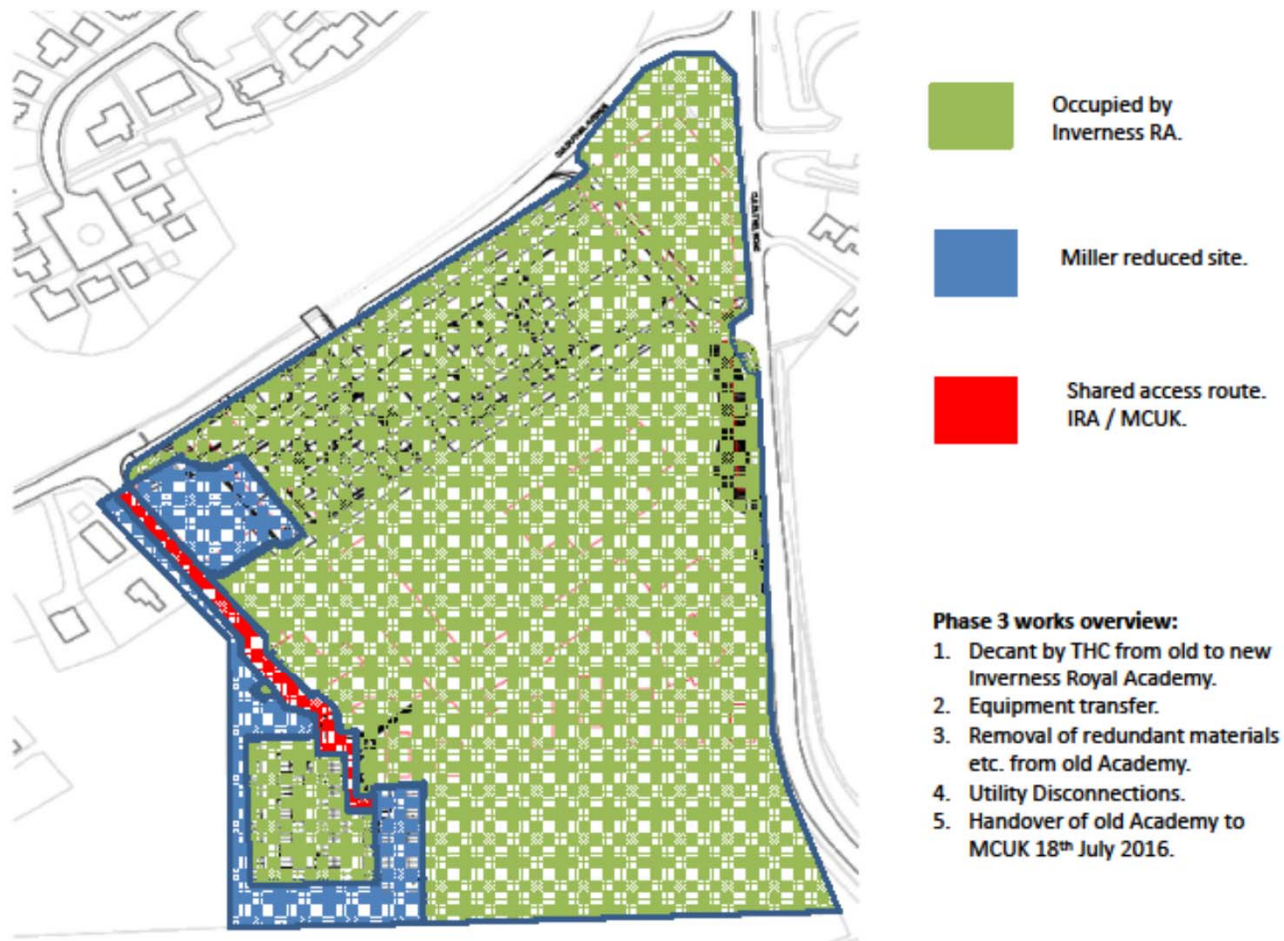 Occupied by
Inverness RA.
Miller reduced site.
Shared access route.
IRA / MCUK.
Phase 3 works overview:
1. Decant by THC from old to new
Inverness Royal Academy.
2. Equipment transfer.
3. Removal of redundant materials
etc. from old Academy.
4. Utility Disconnections.
5. Handover of old Academy to
MCUK 18th July 2016.